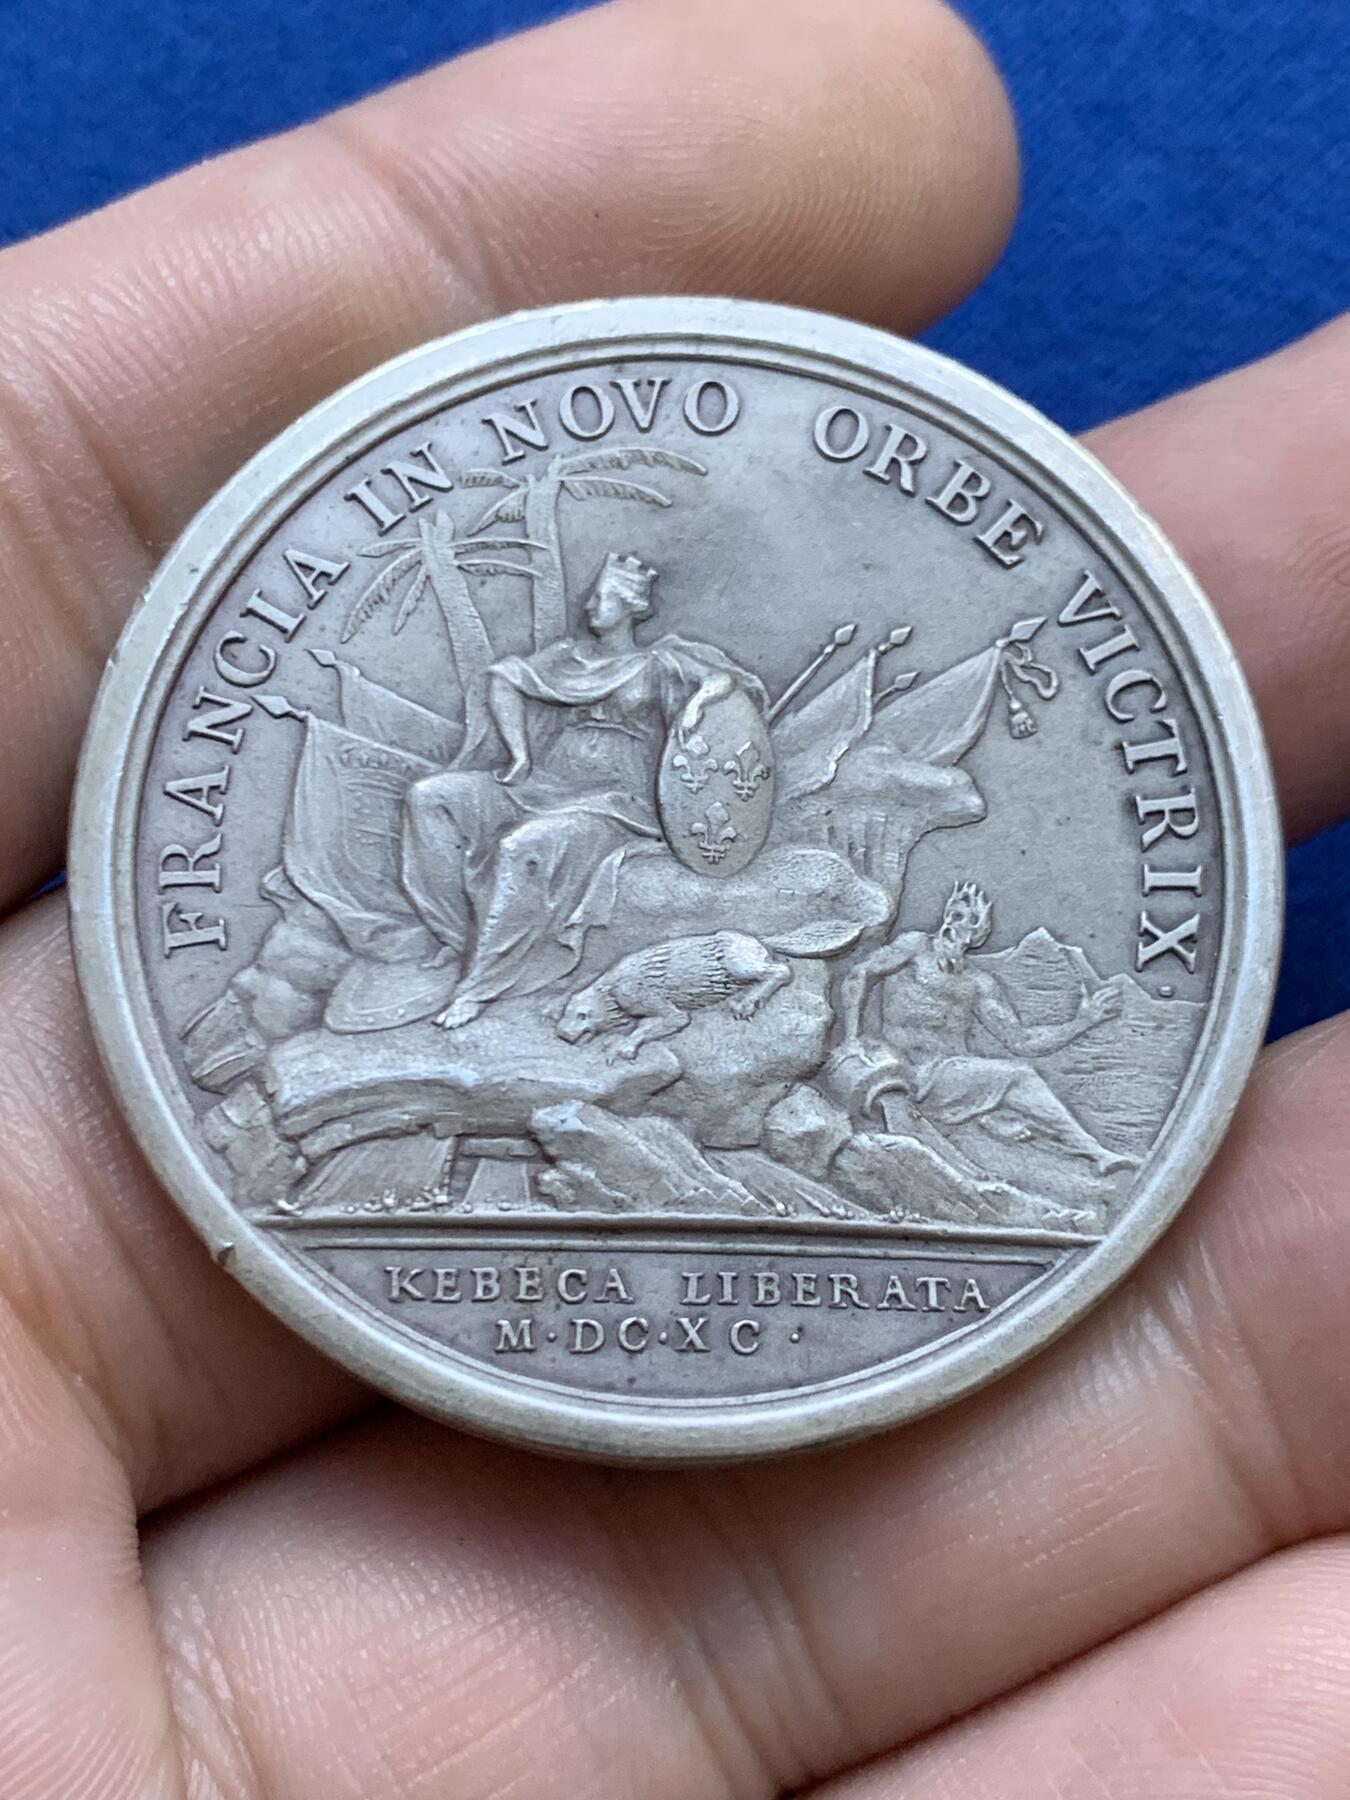 FRANCIA IN NOVO ORBE VICTRIX·
KEBECA LIBERATA
M·DC·XC·